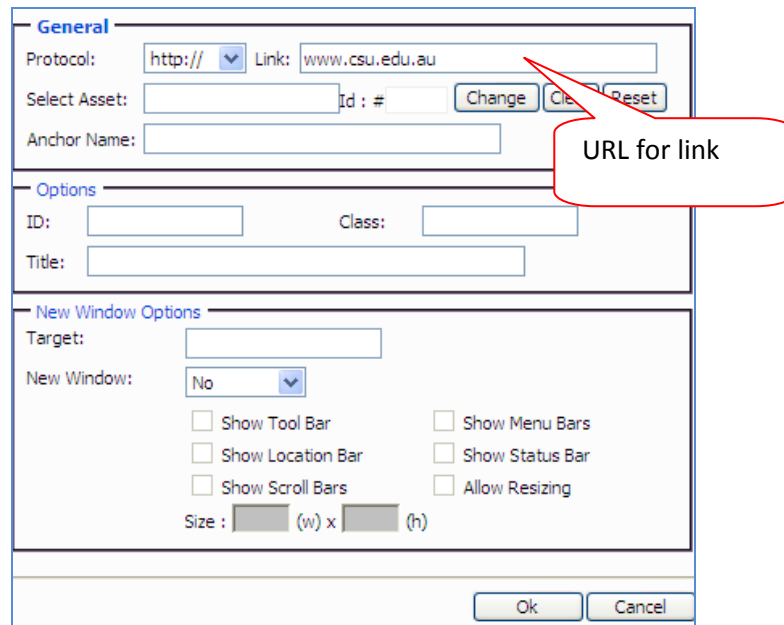 General
Protocol: http:// Link: www.csu.edu.au
Select Asset: Id : # Change Reset
Anchor Name:
URL for link
Options
ID: Class:
Title:
New Window Options
Target:
New Window: No
Show Tool Bar Show Menu Bars
Show Location Bar Show Status Bar
Show Scroll Bars Allow Resizing
Size : (w) x (h)
Ok Cancel